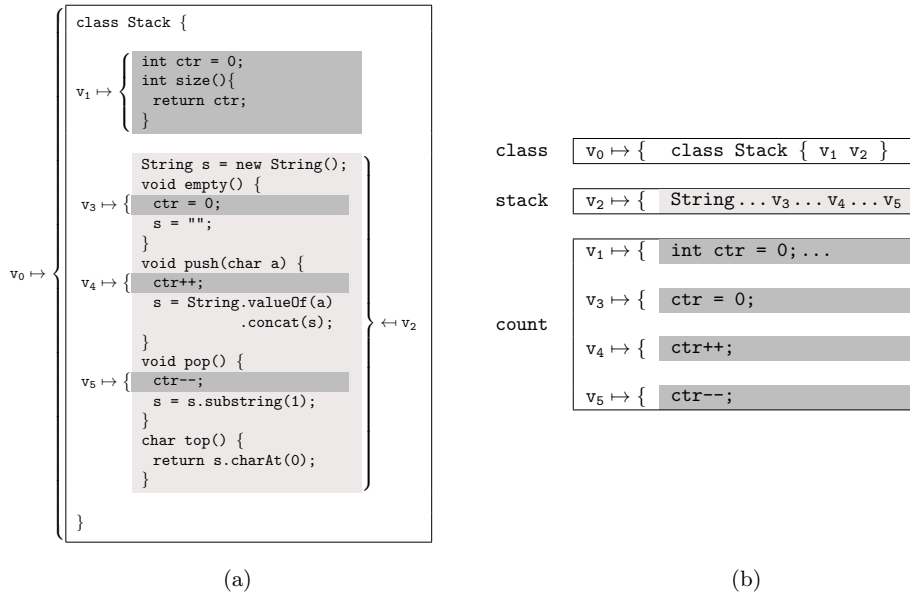 class Stack {
int ctr = 0;
int size(){
v1 ↦ {
return ctr;
}
String s = new String();
void empty() {
v3 ↦ { ctr = 0;
s = "";
}
void push(char a) {
v0 ↦ {
v4 ↦ { ctr++;
s = String.valueOf(a)
.concat(s);
} ↤ v2
}
void pop() {
v5 ↦ { ctr--;
s = s.substring(1);
}
char top() {
return s.charAt(0);
}
}
(a)
class v0 ↦ { class Stack { v1 v2 }
stack v2 ↦ { String...v3...v4...v5
v1 ↦ { int ctr = 0;...
v3 ↦ { ctr = 0;
count
v4 ↦ { ctr++;
v5 ↦ { ctr--;
(b)